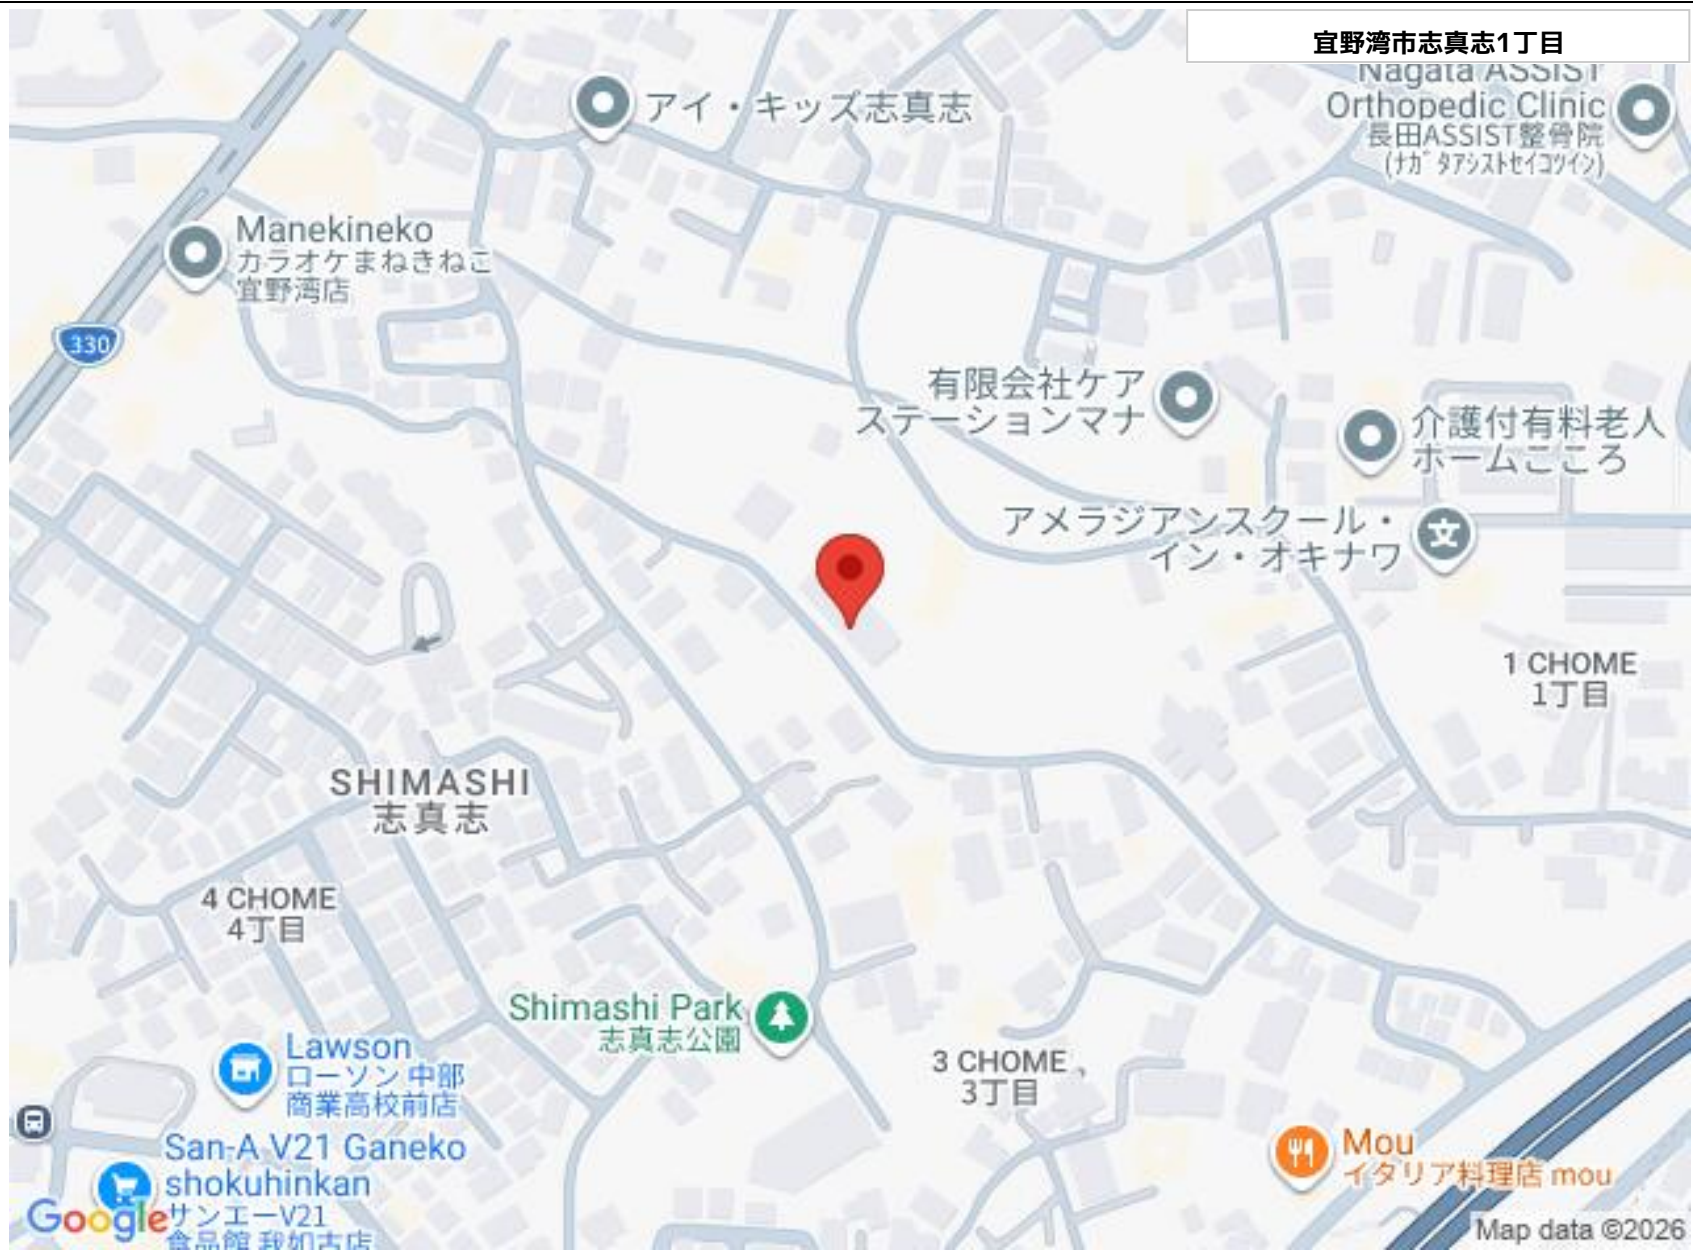 宜野湾市志真志1丁目
Nagata ASSIST
Orthopedic Clinic
長田ASSIST整骨院
(ナガタアシストセイコツイン)
アイ・キッズ志真志
Manekineko
カラオケまねきねこ
宜野湾店
330
有限会社ケア
ステーションマナ
介護付有料老人
ホームこころ
アメラジアンスクール・
イン・オキナワ
文
1 CHOME
1丁目
SHIMASHI
志真志
4 CHOME
4丁目
Shimashi Park
志真志公園
Lawson
ローソン 中部
商業高校前店
3 CHOME
3丁目
San-A V21 Ganeko
shokuhinkan
サンエーV21
食品館 我如古店
Mou
イタリア料理店 mou
Google
Map data ©2026